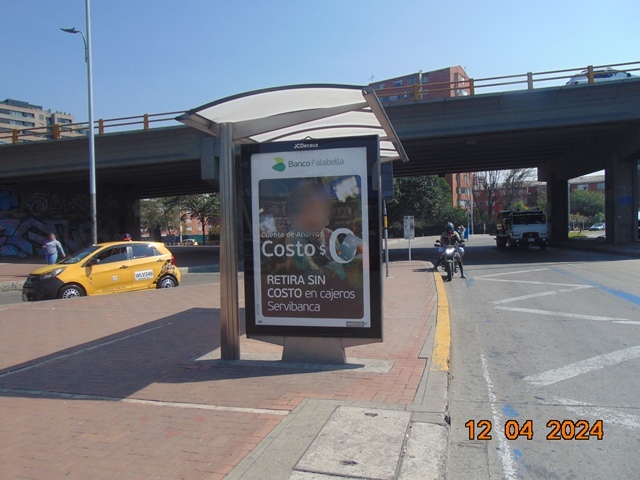 JCDecaux
Banco Falabella
Cuenta de Ahorros
Costo $0
RETIRA SIN
COSTO en cajeros
Servibanca
12 04 2024